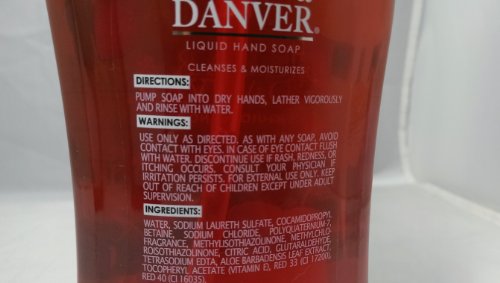 DANVER®
LIQUID HAND SOAP
CLEANSES & MOISTURIZES
DIRECTIONS:
PUMP SOAP INTO DRY HANDS, LATHER VIGOROUSLY
AND RINSE WITH WATER.
WARNINGS:
USE ONLY AS DIRECTED. AS WITH ANY SOAP, AVOID
CONTACT WITH EYES. IN CASE OF EYE CONTACT FLUSH
WITH WATER. DISCONTINUE USE IF RASH, REDNESS, OR
ITCHING OCCURS. CONSULT YOUR PHYSICIAN IF
IRRITATION PERSISTS. FOR EXTERNAL USE ONLY. KEEP
OUT OF REACH OF CHILDREN EXCEPT UNDER ADULT
SUPERVISION.
INGREDIENTS:
WATER, SODIUM LAURETH SULFATE, COCAMIDOPROPYL
BETAINE, SODIUM CHLORIDE, POLYQUATERNIUM 7,
FRAGRANCE, METHYLISOTHIAZOLINONE, METHYLCHLO-
ROISOTHIAZOLINONE, CITRIC ACID, GLUTARALDEHYDE,
TETRASODIUM EDTA, ALOE BARBADENSIS LEAF EXTRACT,
TOCOPHERYL ACETATE (VITAMIN E), RED 33 (CI 17200),
RED 40 (CI 16035).